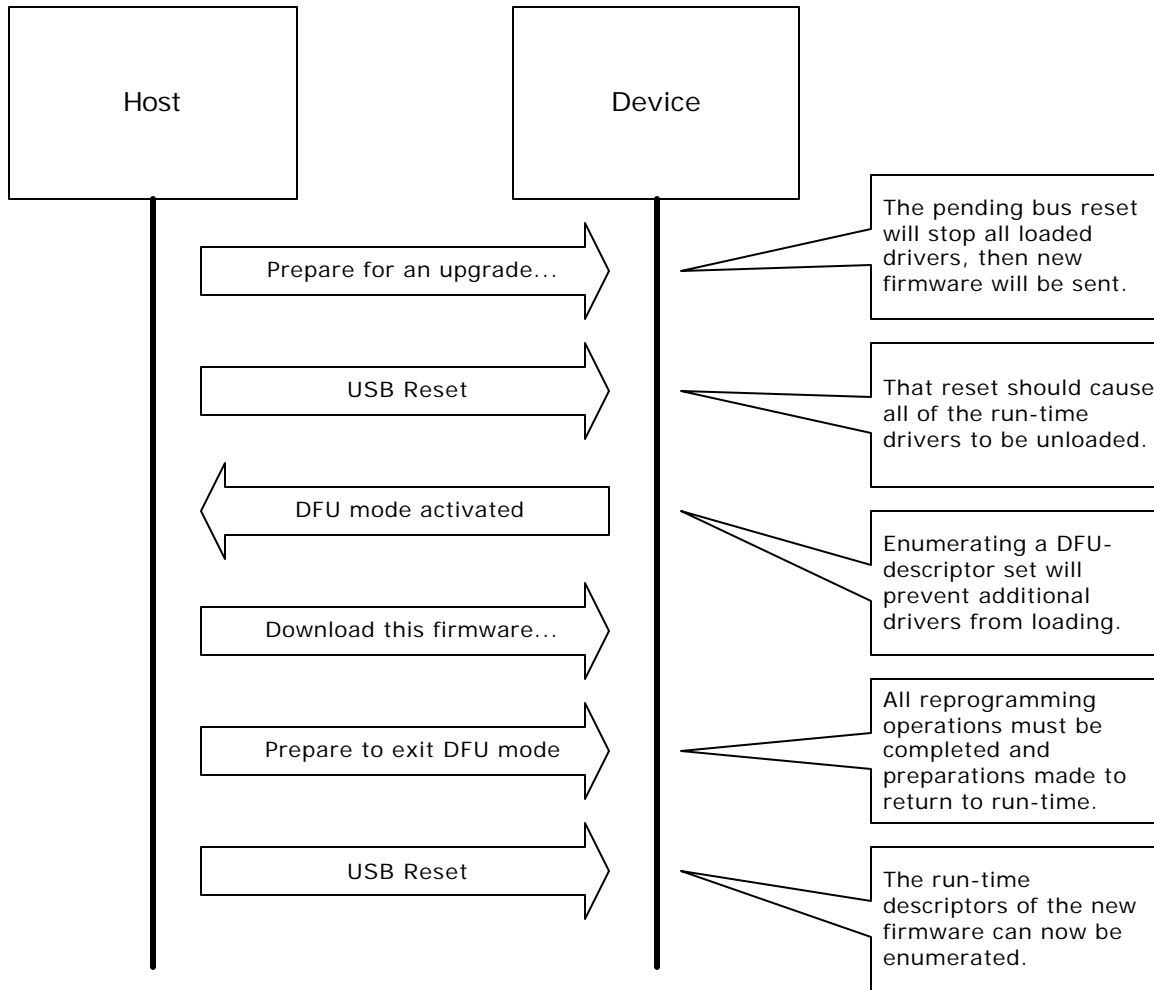 Host
Device
Prepare for an upgrade...
The pending bus reset
will stop all loaded
drivers, then new
firmware will be sent.
USB Reset
That reset should cause
all of the run-time
drivers to be unloaded.
DFU mode activated
Enumerating a DFU-
descriptor set will
prevent additional
drivers from loading.
Download this firmware...
Prepare to exit DFU mode
All reprogramming
operations must be
completed and
preparations made to
return to run-time.
USB Reset
The run-time
descriptors of the new
firmware can now be
enumerated.